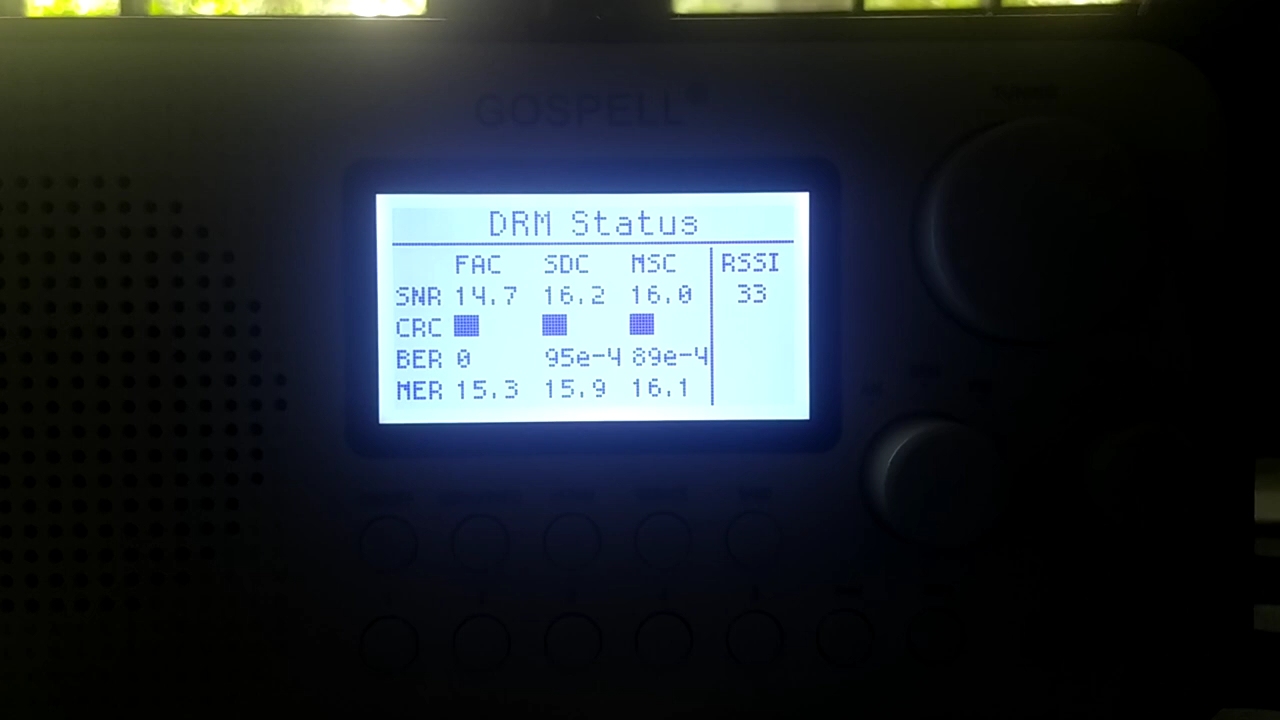 GOSPELL
DRM Status
FAC SDC MSC RSSI
SNR 14.7 16.2 16.0 33
CRC
BER 0 95e-4 89e-4
MER 15.3 15.9 16.1